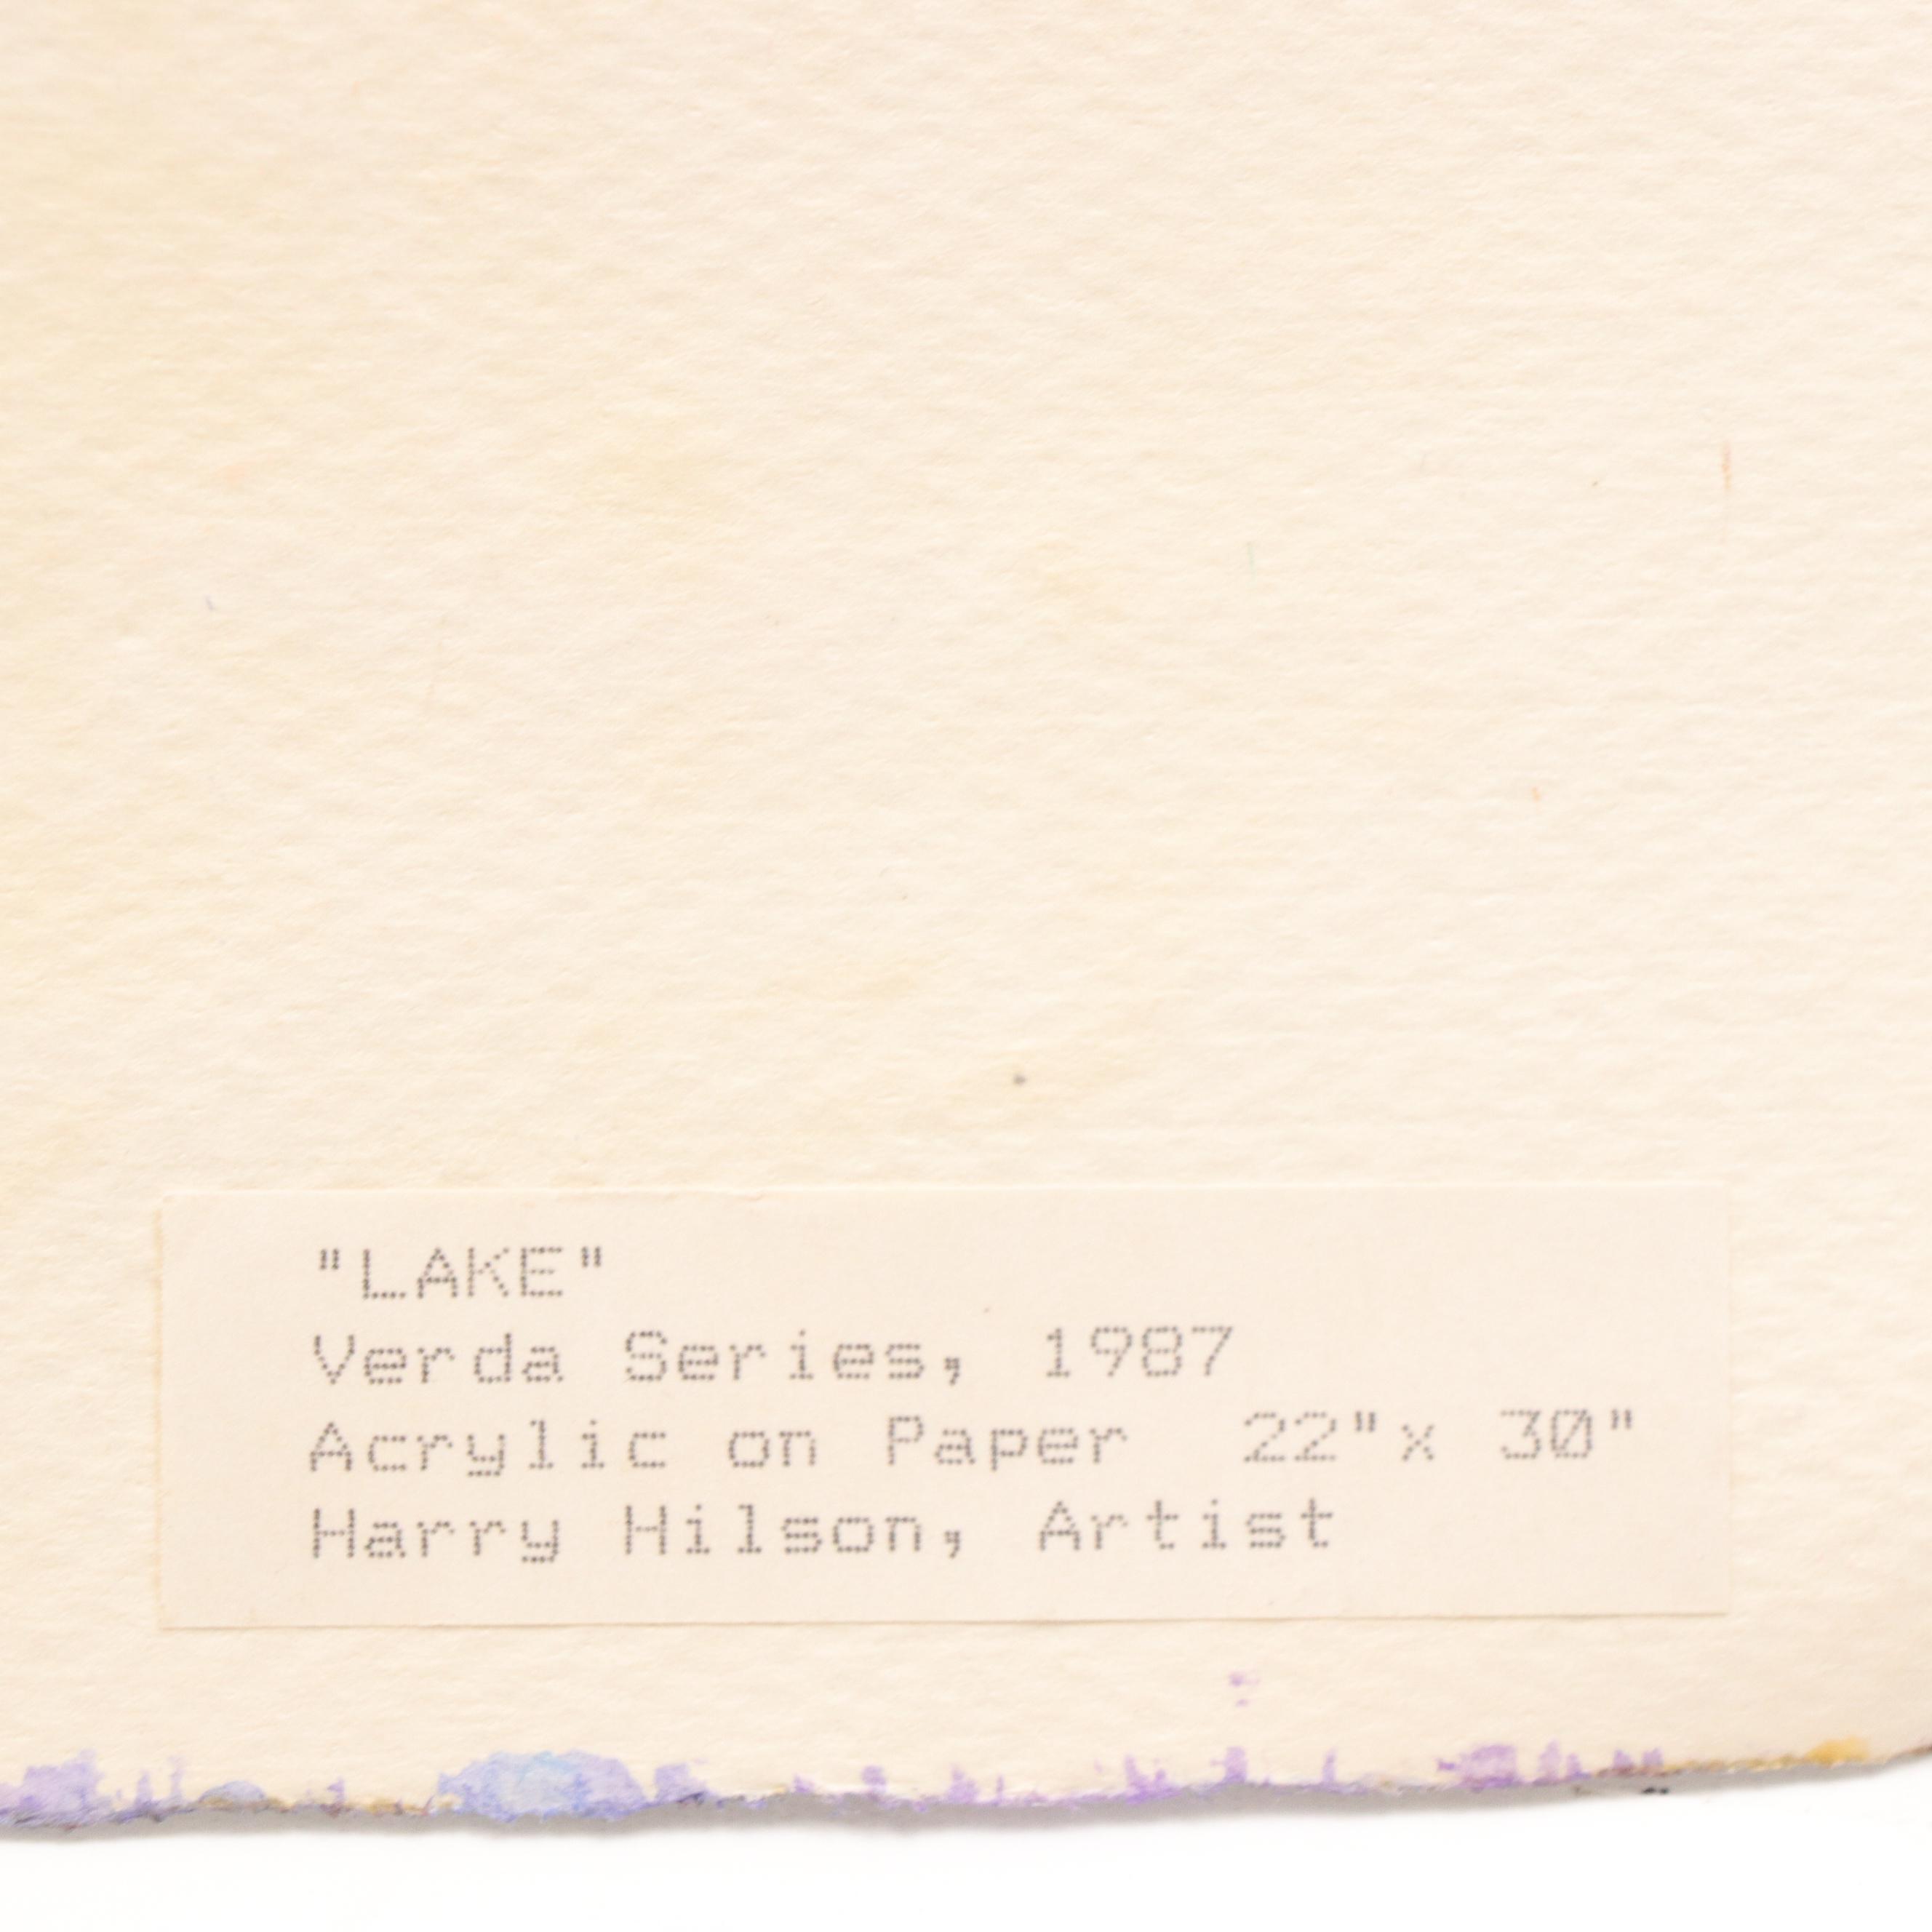 "LAKE"
Verda Series, 1987
Acrylic on Paper  22"x 30"
Harry Hilson, Artist